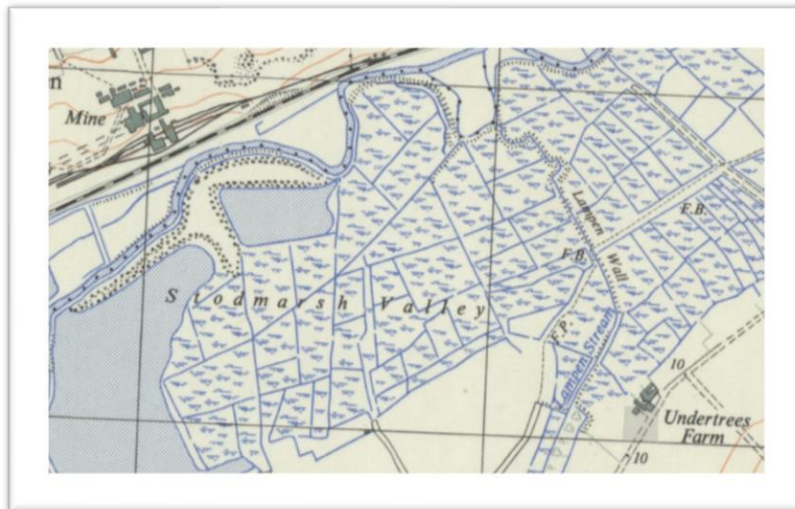 n
Mine
Lampen
Wall
F.B.
F.B.
Stodmarsh Valley
F.P.
Lampen Stream
10
Undertrees
Farm
10